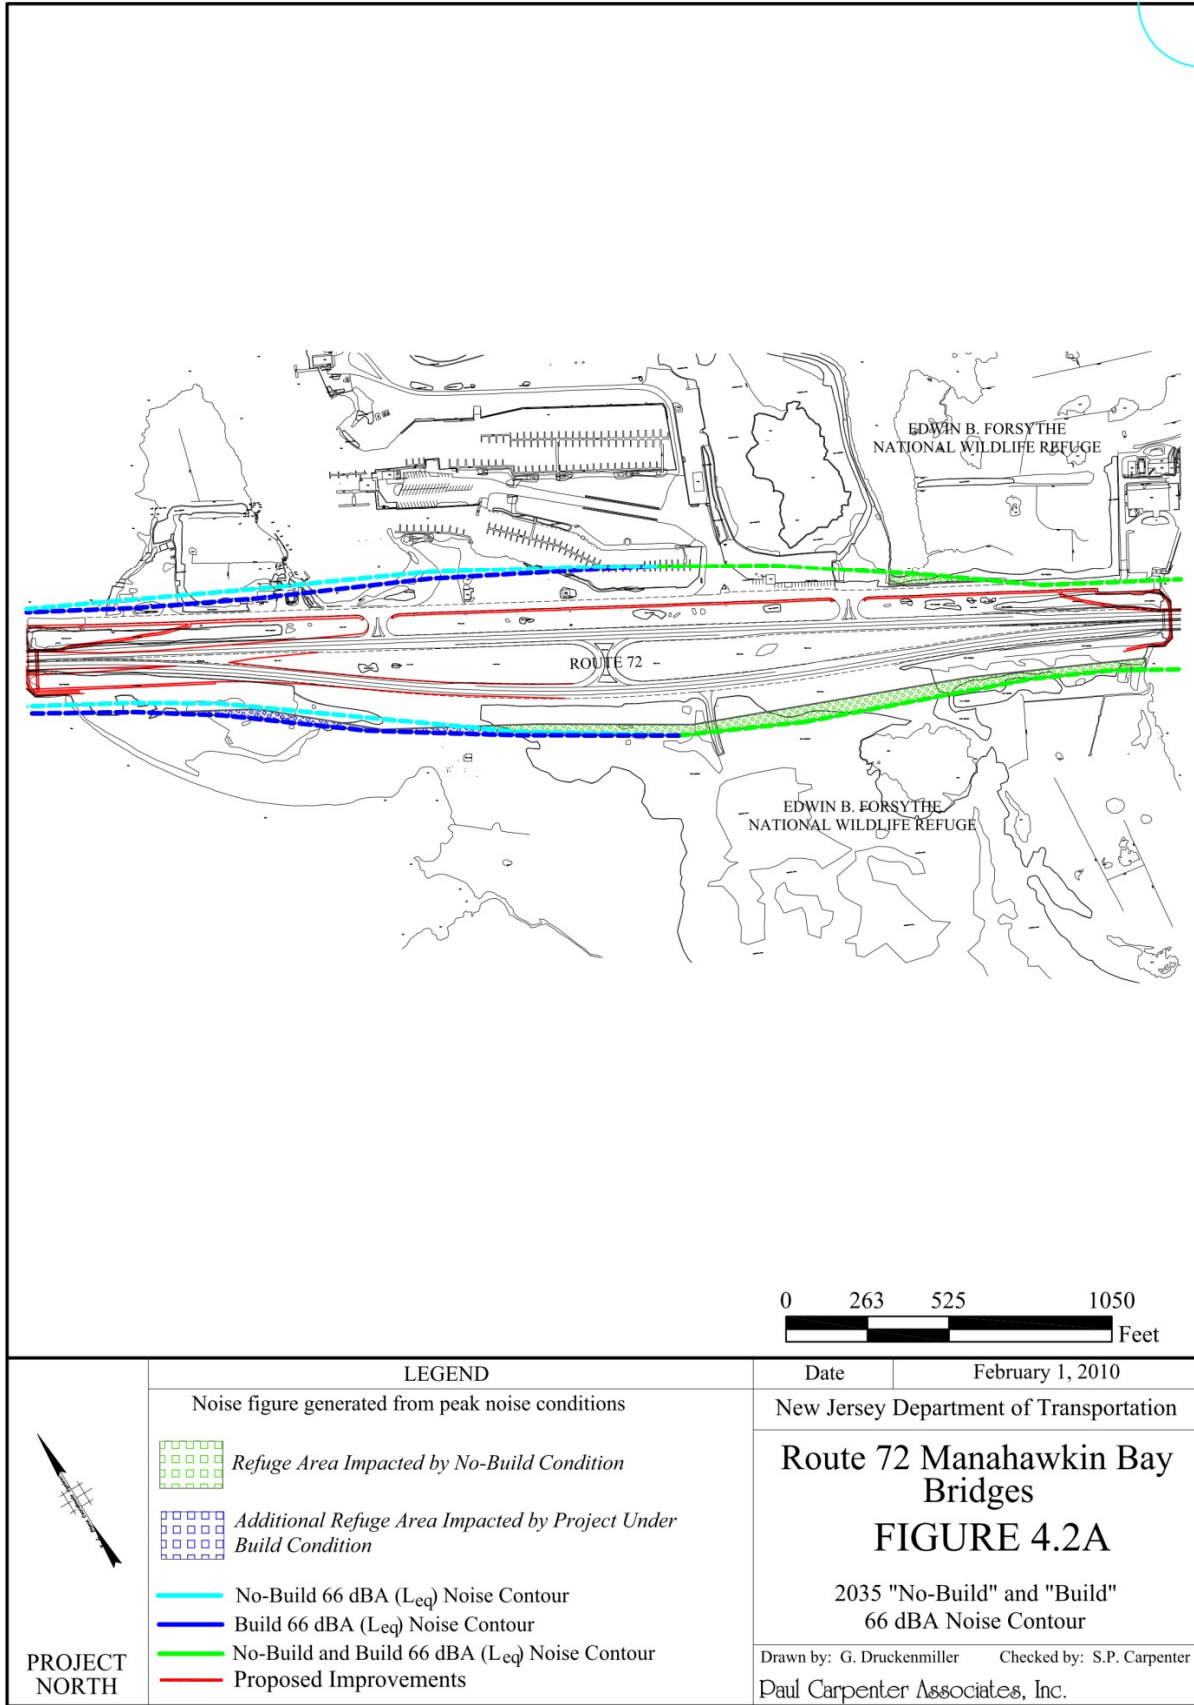 EDWIN B. FORSYTHE
NATIONAL WILDLIFE REFUGE
ROUTE 72
EDWIN B. FORSYTHE
NATIONAL WILDLIFE REFUGE
0 263 525 1050
Feet
LEGEND
Noise figure generated from peak noise conditions
Refuge Area Impacted by No-Build Condition
Additional Refuge Area Impacted by Project Under
Build Condition
No-Build 66 dBA (Leq) Noise Contour
Build 66 dBA (Leq) Noise Contour
No-Build and Build 66 dBA (Leq) Noise Contour
Proposed Improvements
PROJECT
NORTH
Date February 1, 2010
New Jersey Department of Transportation
Route 72 Manahawkin Bay
Bridges
FIGURE 4.2A
2035 "No-Build" and "Build"
66 dBA Noise Contour
Drawn by: G. Druckenmiller Checked by: S.P. Carpenter
Paul Carpenter Associates, Inc.